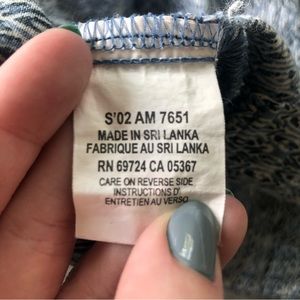 S'02 AM 7651
MADE IN SRI LANKA
FABRIQUE AU SRI LANKA
RN 69724 CA 05367
CARE ON REVERSE SIDE
INSTRUCTIONS D'
ENTRETIEN AU VERSO